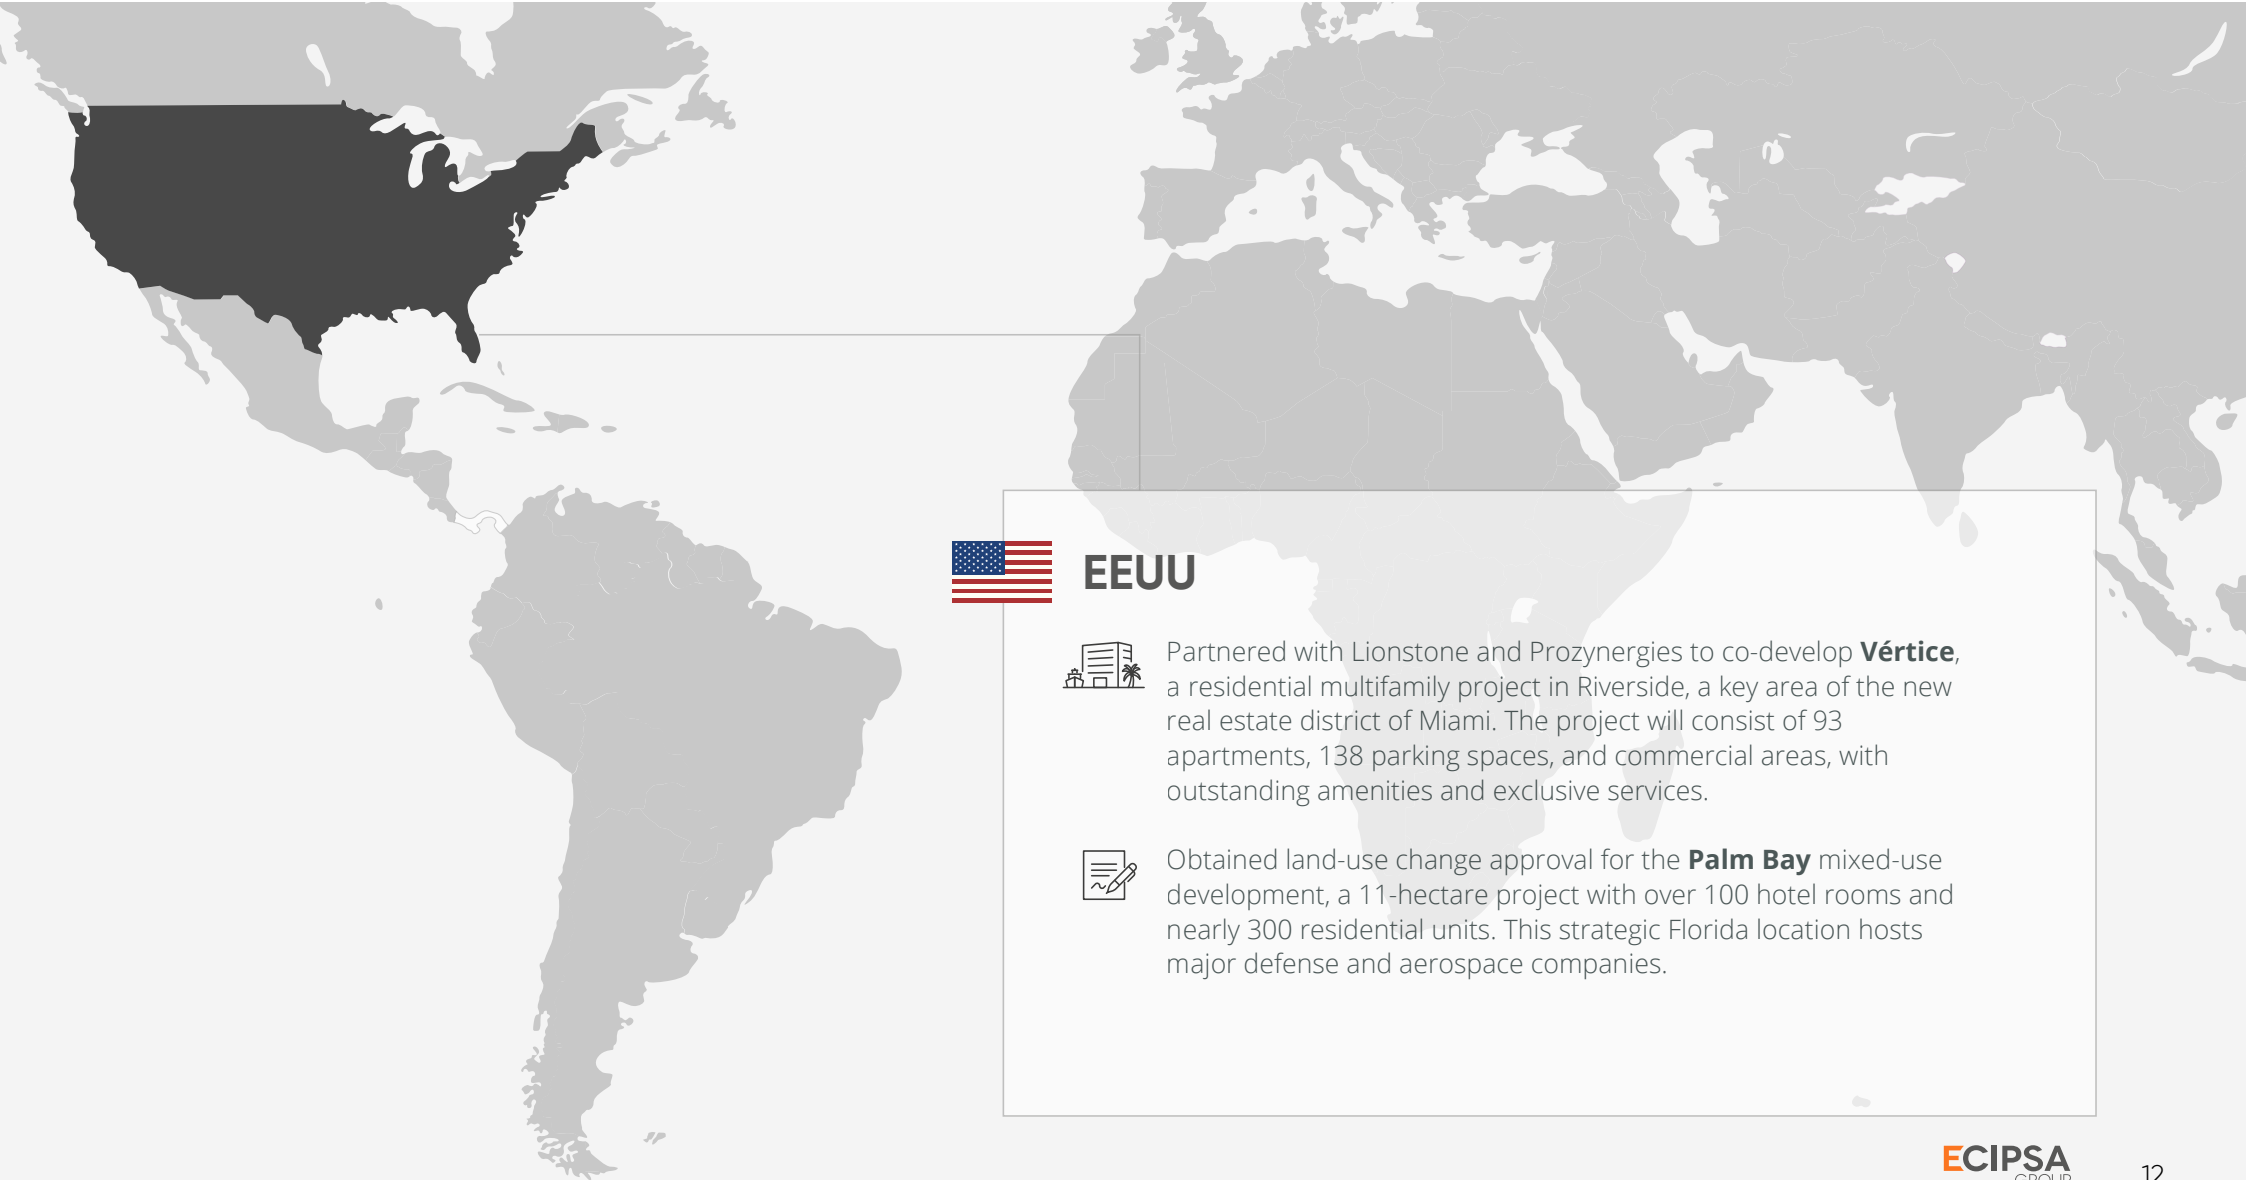 EEUU
Partnered with Lionstone and Prozynergies to co-develop Vértice,
a residential multifamily project in Riverside, a key area of the new
real estate district of Miami. The project will consist of 93
apartments, 138 parking spaces, and commercial areas, with
outstanding amenities and exclusive services.
Obtained land-use change approval for the Palm Bay mixed-use
development, a 11-hectare project with over 100 hotel rooms and
nearly 300 residential units. This strategic Florida location hosts
major defense and aerospace companies.
ECIPSA
GROUP
12